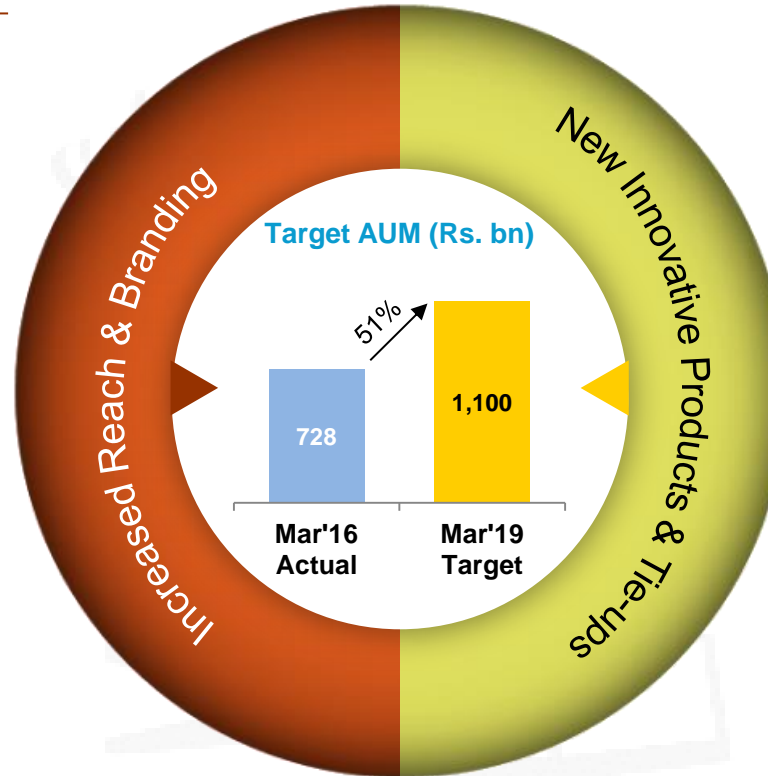 Increased Reach & Branding
New Innovative Products & Tie-ups
Target AUM (Rs. bn)
51%
728
1,100
Mar'16
Actual
Mar'19
Target